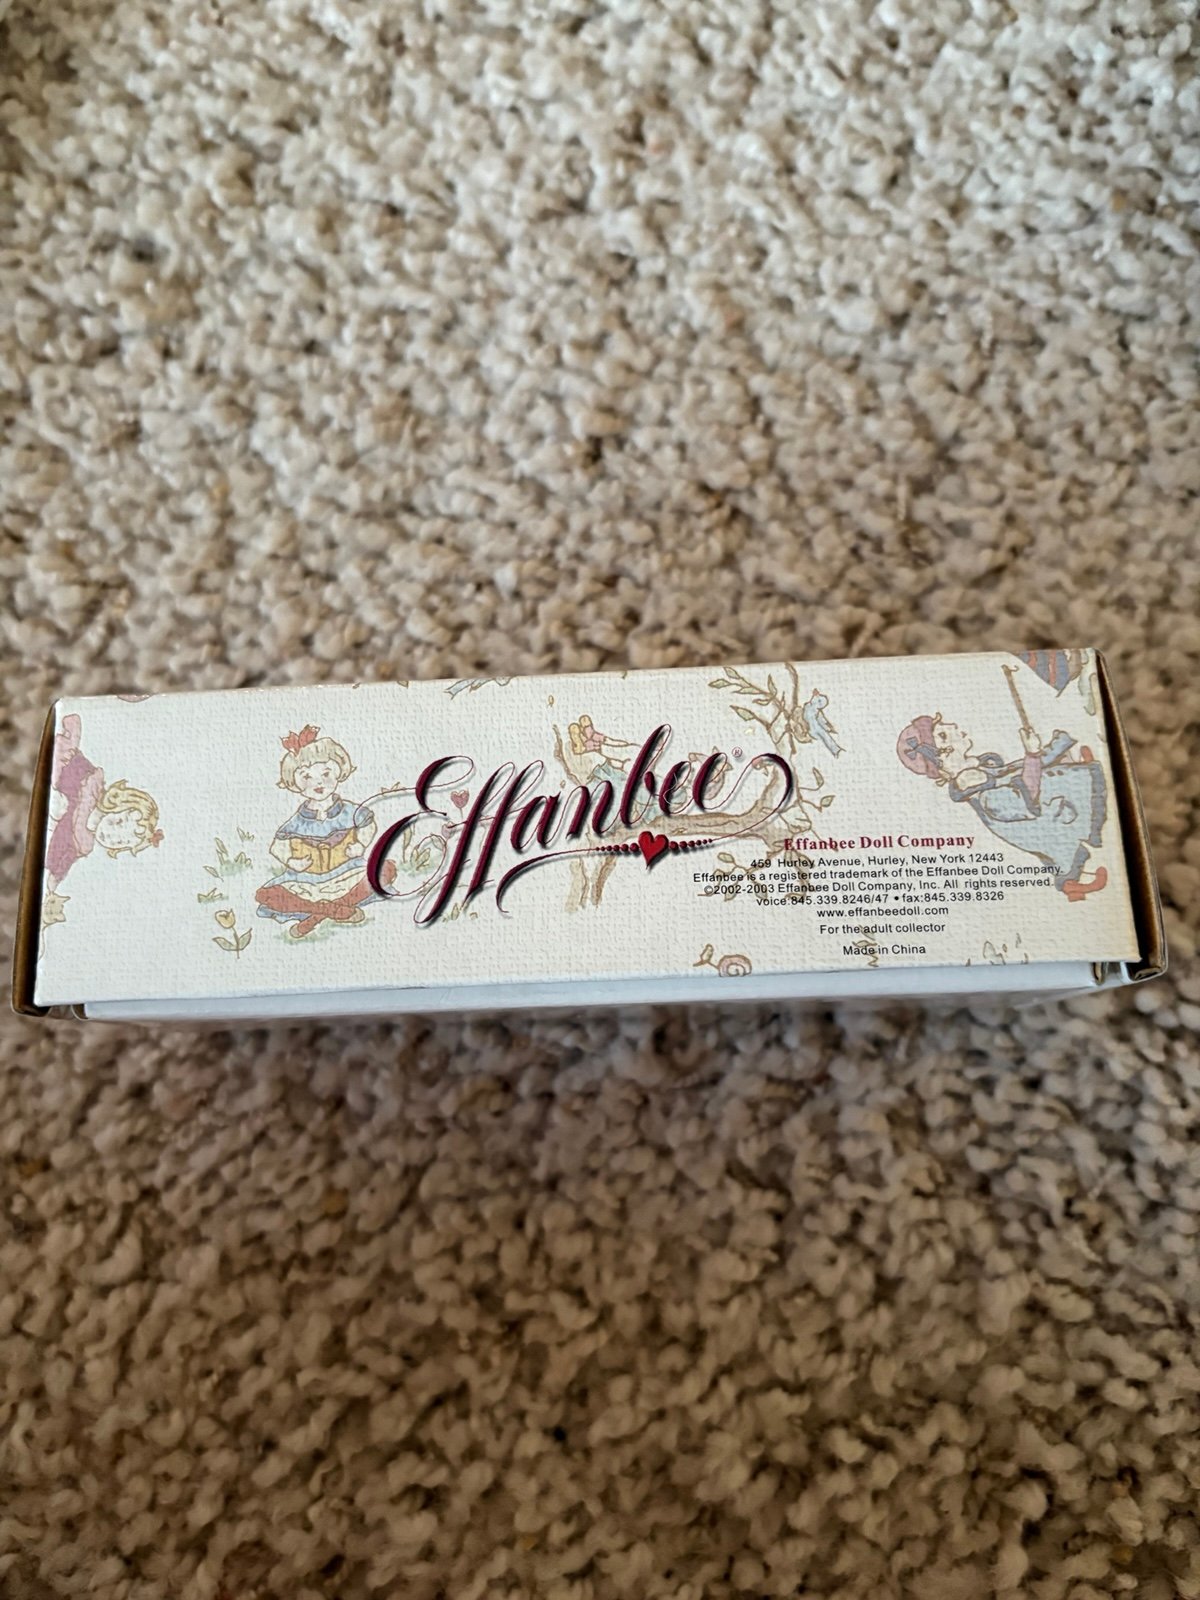 Effanbee®
Effanbee Doll Company
459 Hurley Avenue, Hurley, New York 12443
Effanbee is a registered trademark of the Effanbee Doll Company.
©2002-2003 Effanbee Doll Company, Inc. All rights reserved.
voice:845.339.8246/47 • fax:845.339.8326
www.effanbeedoll.com
For the adult collector
Made in China